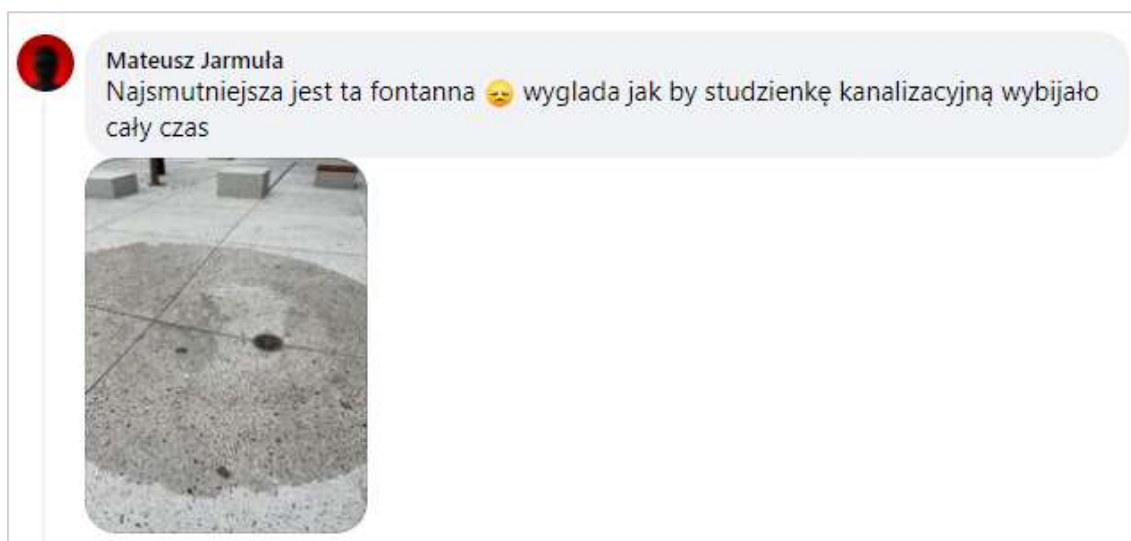 Mateusz Jarmuła
Najsmutniejsza jest ta fontanna 😞 wyglada jak by studzienkę kanalizacyjną wybijało
cały czas